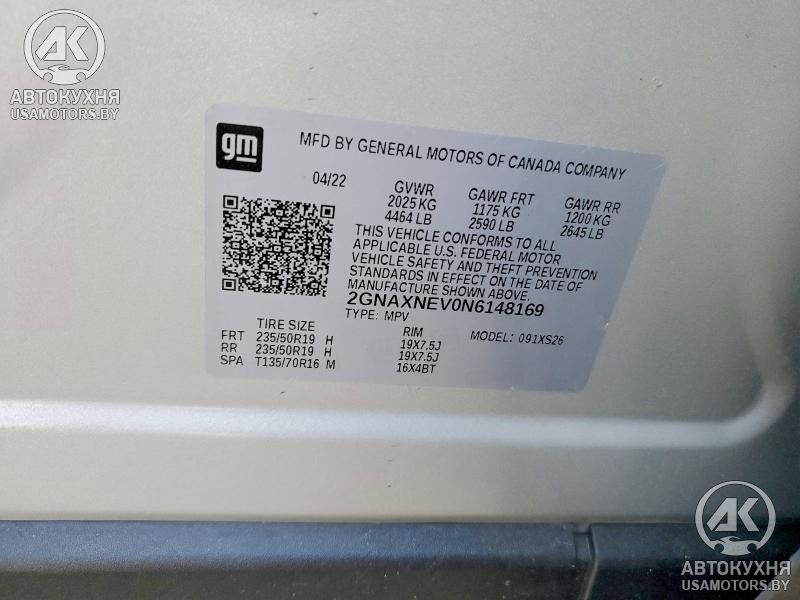 AK
АВТОКУХНЯ
USAMOTORS.BY
gm
MFD BY GENERAL MOTORS OF CANADA COMPANY
04/22 GVWR GAWR FRT GAWR RR
2025 KG 1175 KG 1200 KG
4464 LB 2590 LB 2645 LB
THIS VEHICLE CONFORMS TO ALL
APPLICABLE U.S. FEDERAL MOTOR
VEHICLE SAFETY AND THEFT PREVENTION
STANDARDS IN EFFECT ON THE DATE OF
MANUFACTURE SHOWN ABOVE.
2GNAXNEV0N6148169
TYPE: MPV MODEL: 091XS26
TIRE SIZE RIM
FRT 235/50R19 H 19X7.5J
RR 235/50R19 H 19X7.5J
SPA T135/70R16 M 16X4BT
AK
АВТОКУХНЯ
USAMOTORS.BY